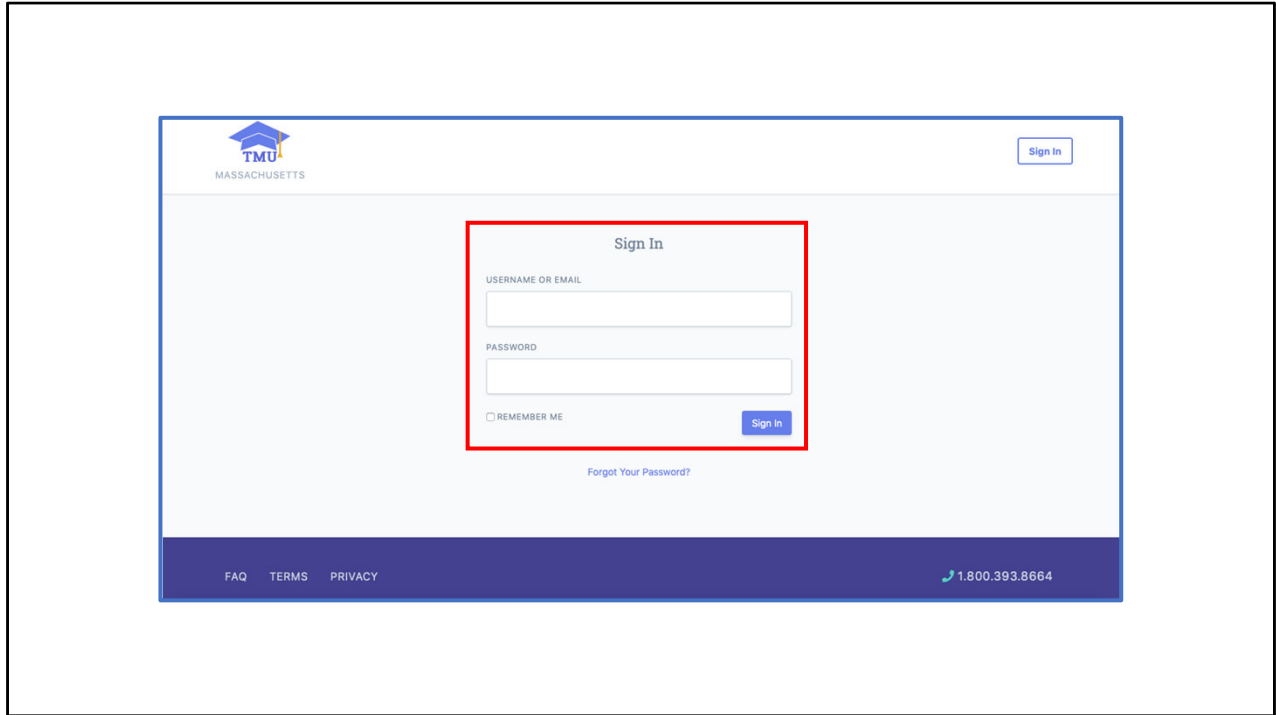 TMU
MASSACHUSETTS
Sign In
Sign In
USERNAME OR EMAIL
PASSWORD
REMEMBER ME
Sign In
Forgot Your Password?
FAQ TERMS PRIVACY
1.800.393.8664